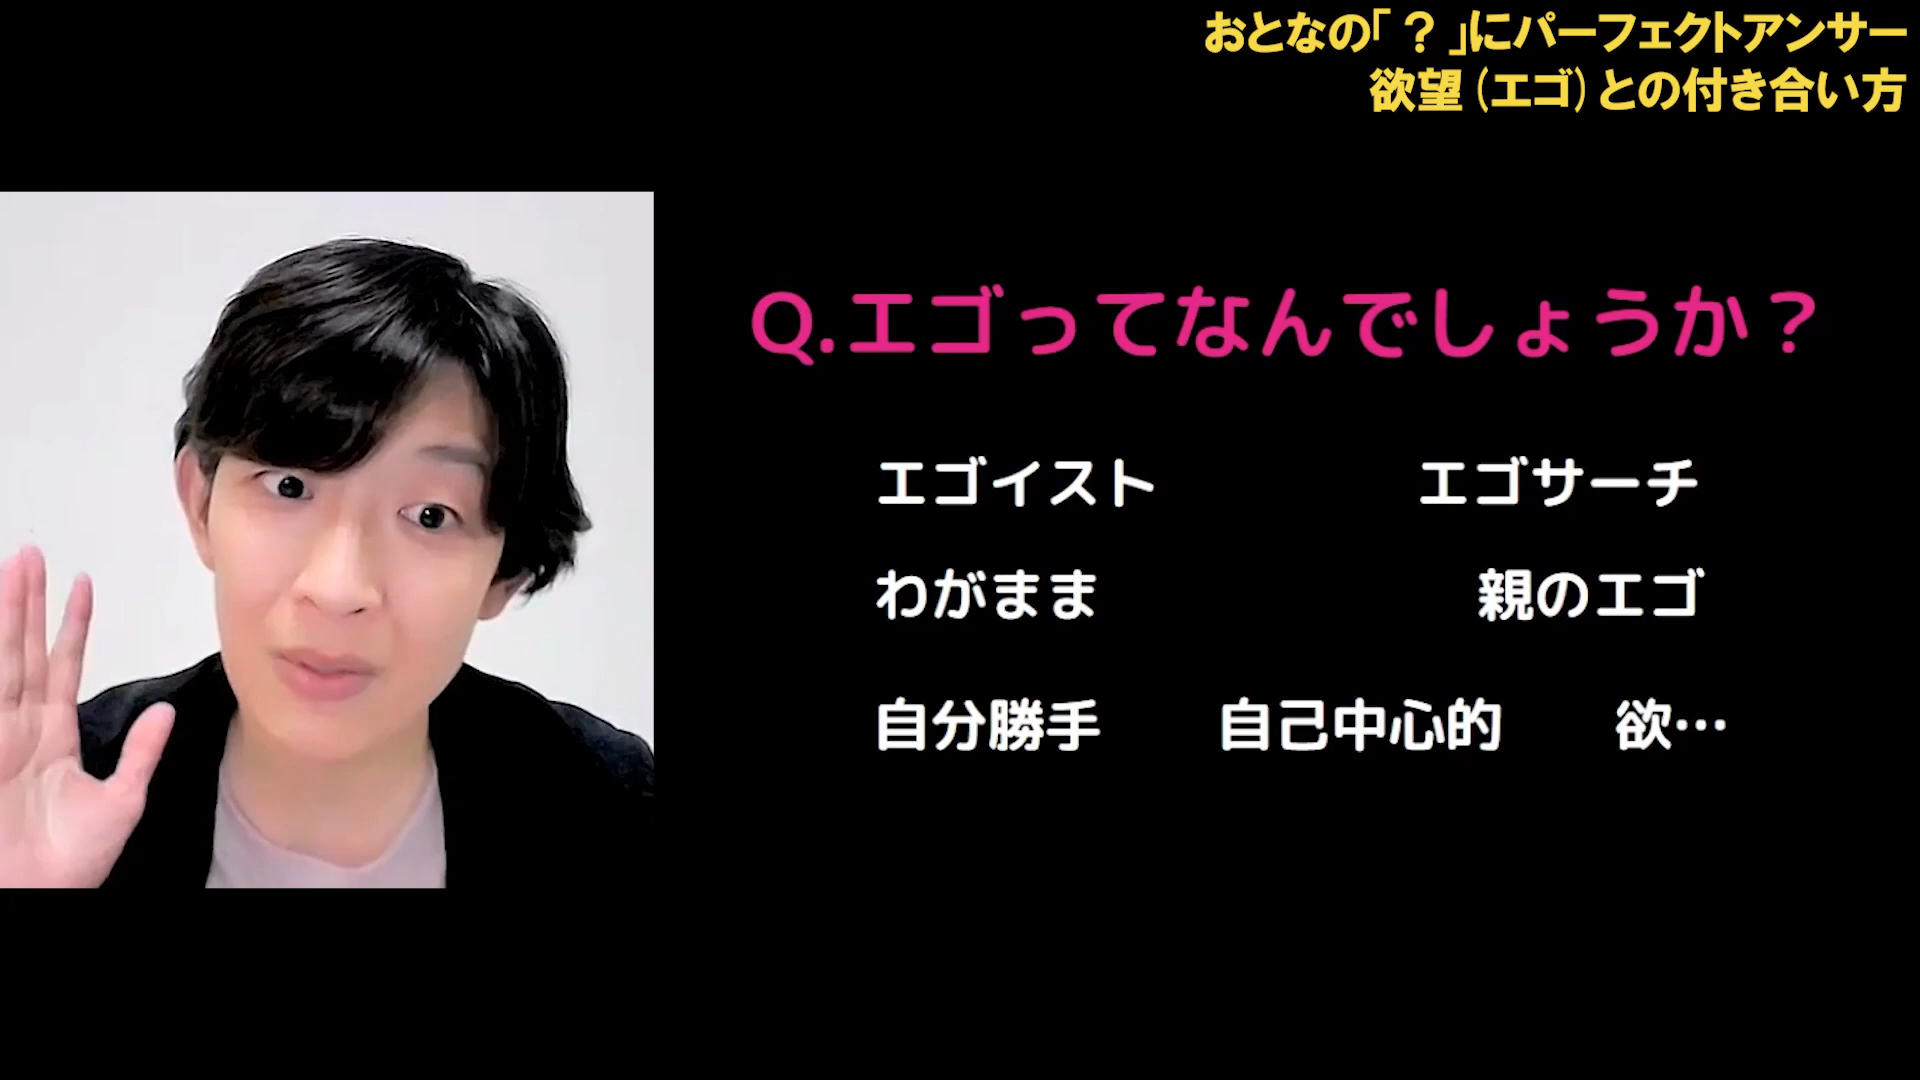 おとなの「？」にパーフェクトアンサー
欲望（エゴ）との付き合い方
Q.エゴってなんでしょうか？
エゴイスト エゴサーチ
わがまま 親のエゴ
自分勝手 自己中心的 欲…